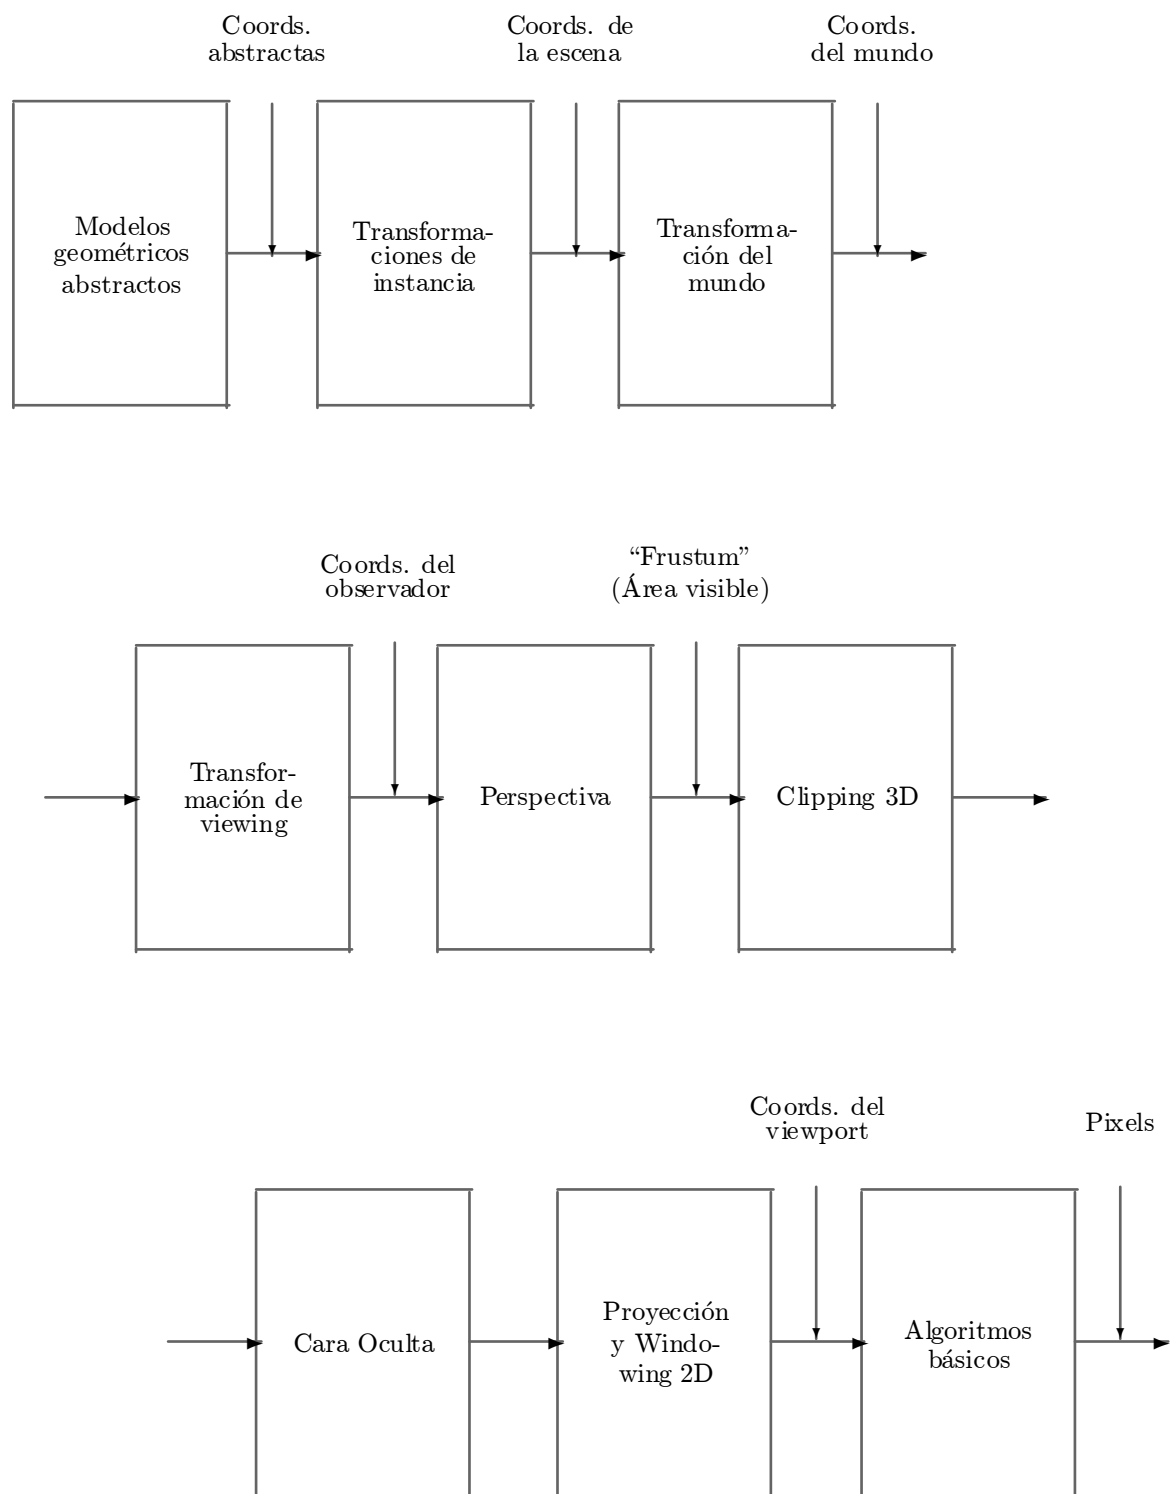 Coords.
abstractas
Coords. de
la escena
Coords.
del mundo
Modelos
geométricos
abstractos
Transforma-
ciones de
instancia
Transforma-
ción del
mundo
Coords. del
observador
“Frustum”
(Área visible)
Transfor-
mación de
viewing
Perspectiva
Clipping 3D
Coords. del
viewport
Pixels
Cara Oculta
Proyección
y Windo-
wing 2D
Algoritmos
básicos